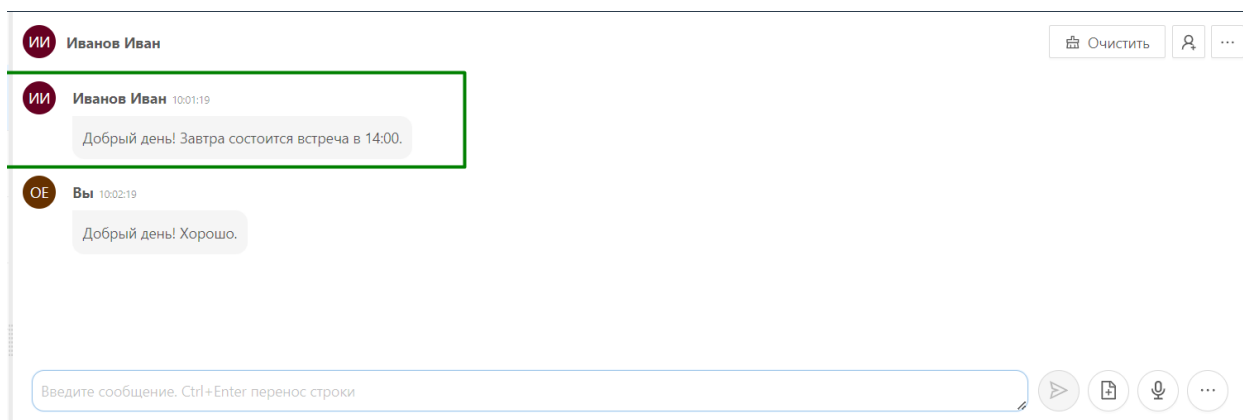 ИИ Иванов Иван Очистить
ИИ Иванов Иван 10:01:19
Добрый день! Завтра состоится встреча в 14:00.
ОЕ Вы 10:02:19
Добрый день! Хорошо.
Введите сообщение. Ctrl+Enter перенос строки